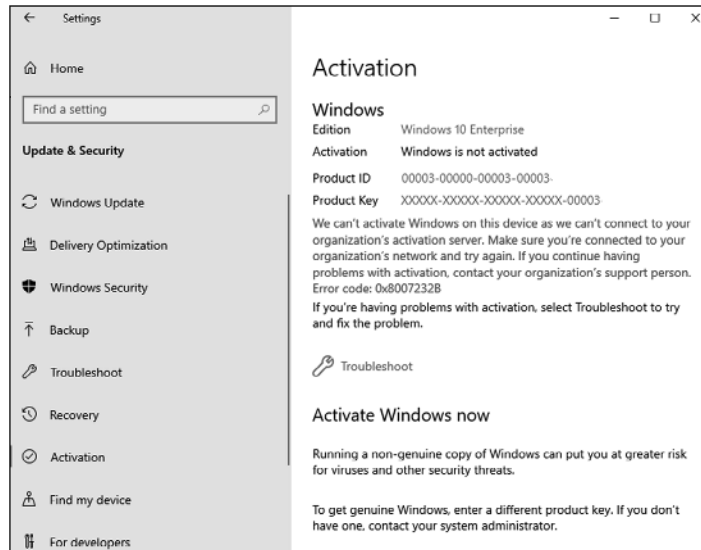 Settings
Home
Find a setting
Update & Security
Windows Update
Delivery Optimization
Windows Security
Backup
Troubleshoot
Recovery
Activation
Find my device
For developers
Activation
Windows
Edition Windows 10 Enterprise
Activation Windows is not activated
Product ID 00003-00000-00003-00003-
Product Key XXXXX-XXXXX-XXXXX-XXXXX-00003-
We can't activate Windows on this device as we can't connect to your
organization's activation server. Make sure you're connected to your
organization's network and try again. If you continue having
problems with activation, contact your organization's support person.
Error code: 0x8007232B
If you're having problems with activation, select Troubleshoot to try
and fix the problem.
Troubleshoot
Activate Windows now
Running a non-genuine copy of Windows can put you at greater risk
for viruses and other security threats.
To get genuine Windows, enter a different product key. If you don't
have one, contact your system administrator.